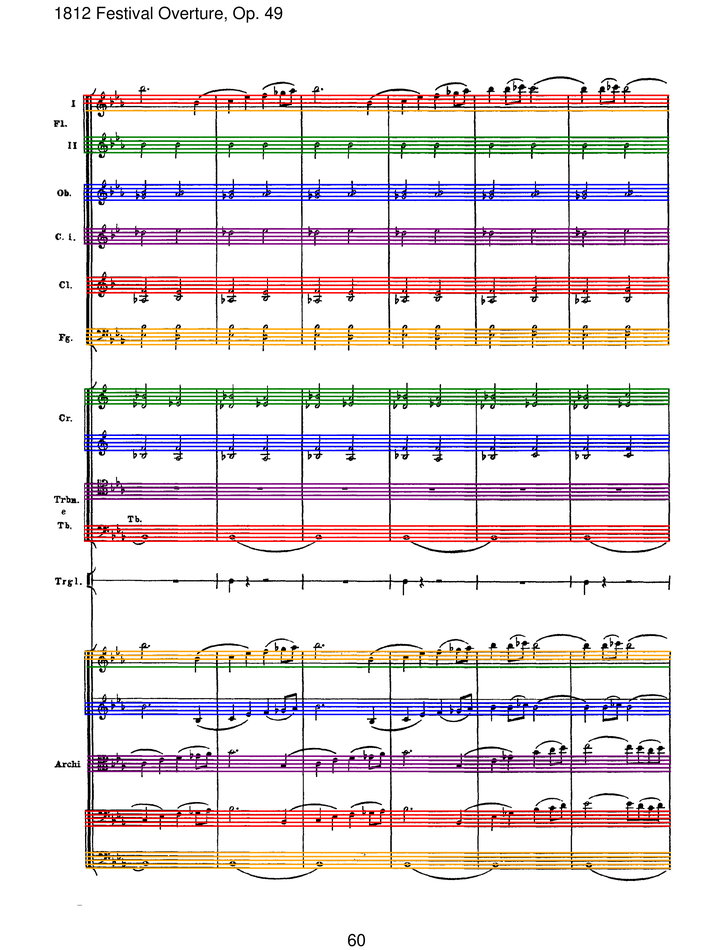 1812 Festival Overture, Op. 49
I
Fl.
II
Ob.
C. i.
Cl.
Fg.
Cr.
Trbn.
e
Tb.
Tb.
Trgl.
Archi
60